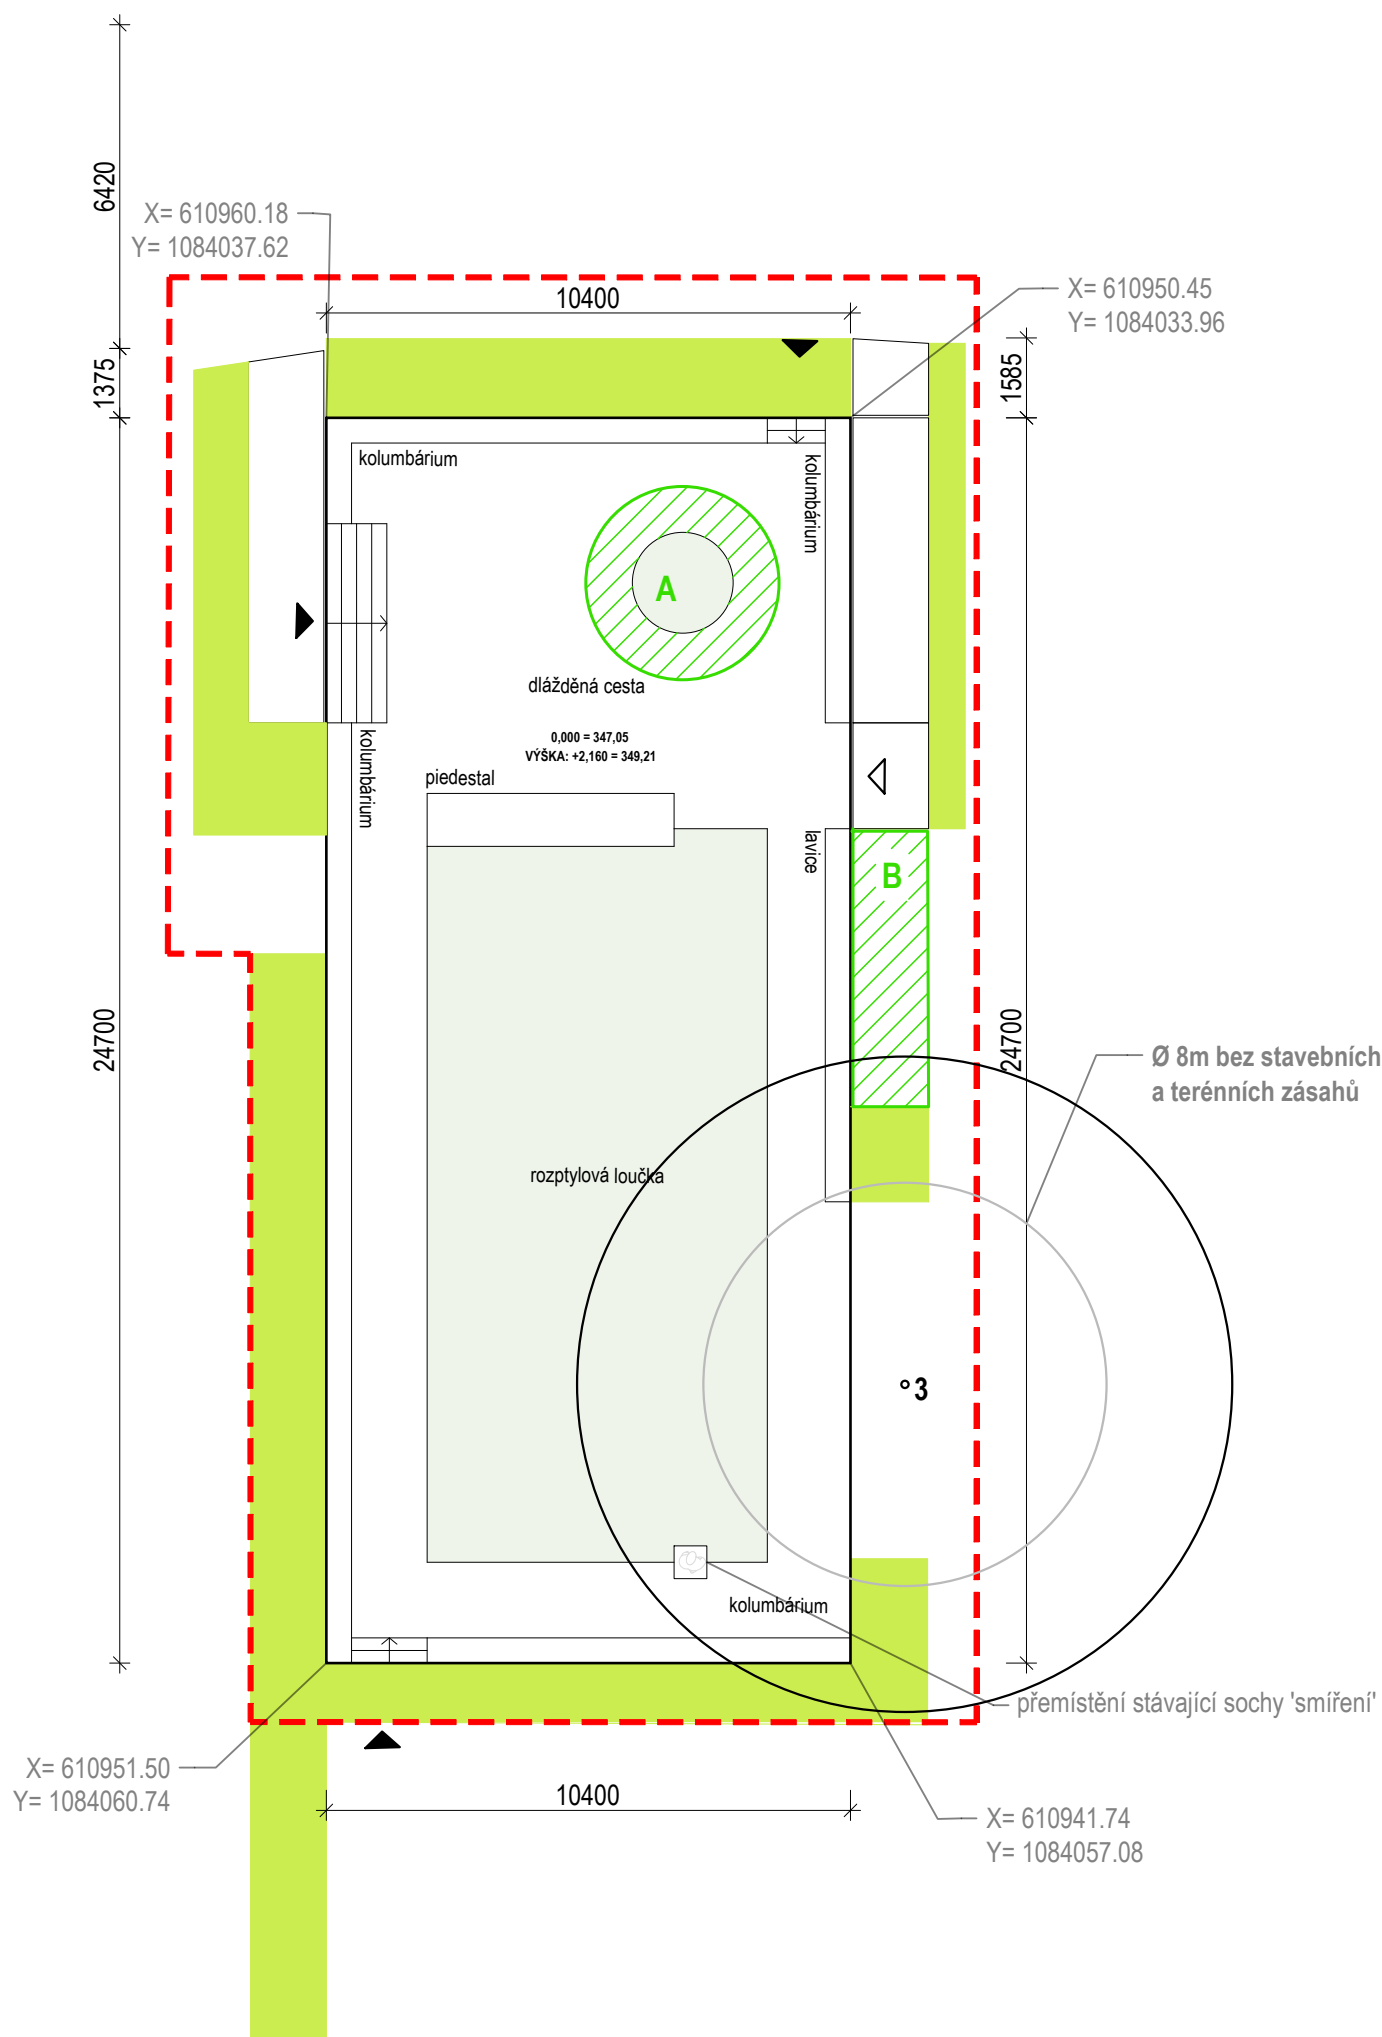 6420
X= 610960.18
Y= 1084037.62
10400
X= 610950.45
Y= 1084033.96
1375
1585
kolumbárium
kolumbárium
A
dlážděná cesta
0,000 = 347,05
VÝŠKA: +2,160 = 349,21
kolumbárium
piedestal
lavice
B
24700
24700
Ø 8m bez stavebních
a terénních zásahů
rozptylová loučka
3
kolumbárium
přemístění stávající sochy 'smíření'
X= 610951.50
Y= 1084060.74
10400
X= 610941.74
Y= 1084057.08